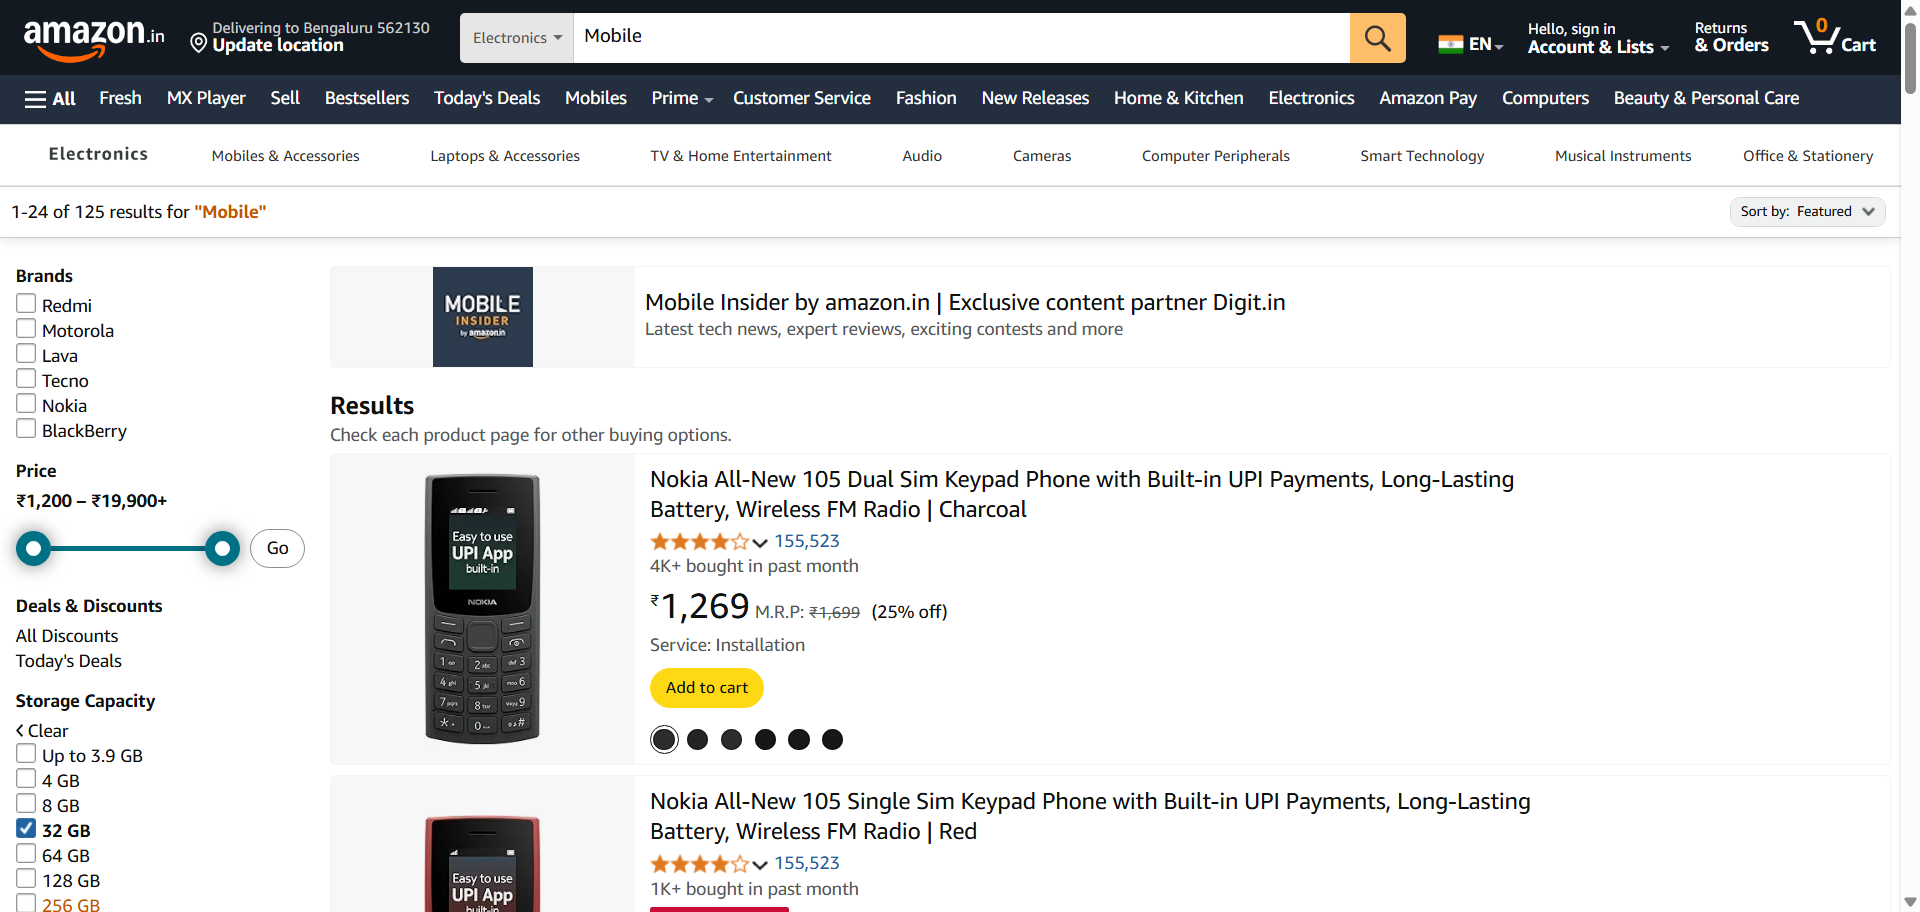 amazon.in
Delivering to Bengaluru 562130
Update location
Electronics
Mobile
EN
Hello, sign in
Account & Lists
Returns
& Orders
0
Cart
All
Fresh
MX Player
Sell
Bestsellers
Today's Deals
Mobiles
Prime
Customer Service
Fashion
New Releases
Home & Kitchen
Electronics
Amazon Pay
Computers
Beauty & Personal Care
Electronics
Mobiles & Accessories
Laptops & Accessories
TV & Home Entertainment
Audio
Cameras
Computer Peripherals
Smart Technology
Musical Instruments
Office & Stationery
1-24 of 125 results for "Mobile"
Sort by: Featured
Brands
Redmi
Motorola
Lava
Tecno
Nokia
BlackBerry
Price
₹1,200 – ₹19,900+
Go
Deals & Discounts
All Discounts
Today's Deals
Storage Capacity
Clear
Up to 3.9 GB
4 GB
8 GB
32 GB
64 GB
128 GB
256 GB
MOBILE
INSIDER
by amazon.in
Mobile Insider by amazon.in | Exclusive content partner Digit.in
Latest tech news, expert reviews, exciting contests and more
Results
Check each product page for other buying options.
Easy to use
UPI App
built-in
NOKIA
Nokia All-New 105 Dual Sim Keypad Phone with Built-in UPI Payments, Long-Lasting
Battery, Wireless FM Radio | Charcoal
155,523
4K+ bought in past month
₹1,269 M.R.P: ₹1,699 (25% off)
Service: Installation
Add to cart
Easy to use
UPI App
built-in
Nokia All-New 105 Single Sim Keypad Phone with Built-in UPI Payments, Long-Lasting
Battery, Wireless FM Radio | Red
155,523
1K+ bought in past month